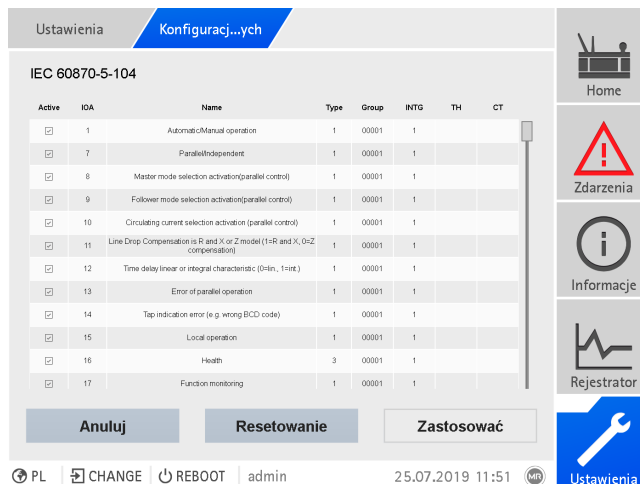 Ustawienia
Konfiguracj...ych
IEC 60870-5-104
Active IOA Name Type Group INTG TH CT
1 Automatic/Manual operation 1 00001 1
7 Parallel/Independent 1 00001 1
8 Master mode selection activation(parallel control) 1 00001 1
9 Follower mode selection activation(parallel control) 1 00001 1
10 Circulating current selection activation (parallel control) 1 00001 1
11 Line Drop Compensation is R and X or Z model (1=R and X, 0=Z compensation) 1 00001 1
12 Time delay linear or integral characteristic (0=lin., 1=int.) 1 00001 1
13 Error of parallel operation 1 00001 1
14 Tap indication error (e.g. wrong BCD code) 1 00001 1
15 Local operation 1 00001 1
16 Health 3 00001 1
17 Function monitoring 1 00001 1
Anuluj
Resetowanie
Zastosować
PL CHANGE REBOOT admin 25.07.2019 11:51 MR
Home
Zdarzenia
Informacje
Rejestrator
Ustawienia